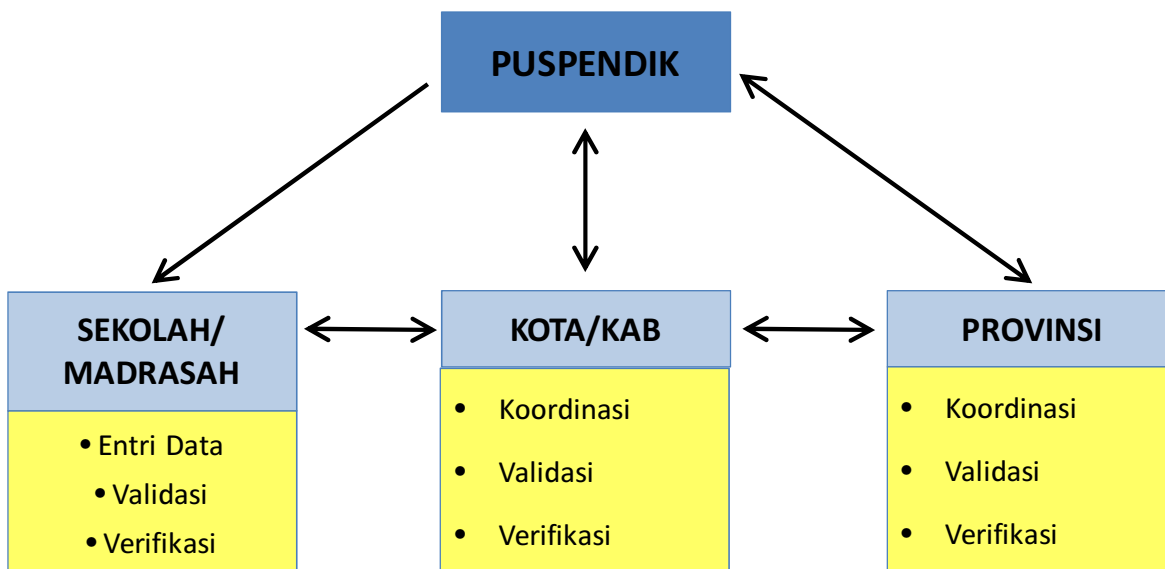 PUSPENDIK
SEKOLAH/
MADRASAH
• Entri Data
• Validasi
• Verifikasi
KOTA/KAB
• Koordinasi
• Validasi
• Verifikasi
PROVINSI
• Koordinasi
• Validasi
• Verifikasi